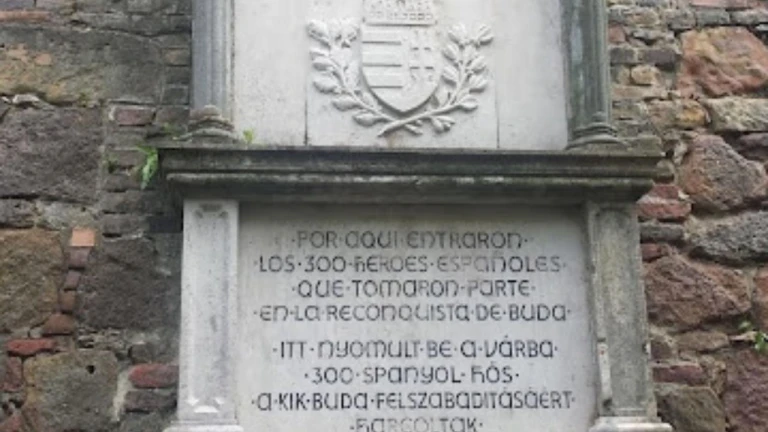 ·POR·AQUI·ENTRARON·
·LOS·300·HEROES·ESPAÑOLES·
·QUE·TOMARON·PARTE·
·EN·LA·RECONQUISTA·DE·BUDA·
·ITT·NYOMULT·BE·A·VÁRBA·
·300·SPANYOL·HŐS·
·A·KIK·BUDA·FELSZABADITÁSÁÉRT·
·HARCOLTAK·